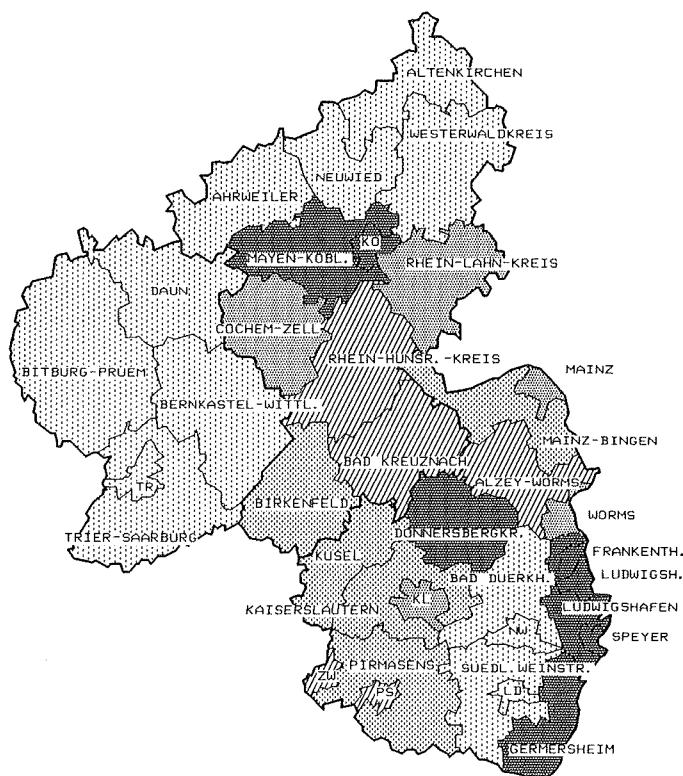 ALTENKIRCHEN
WESTERWALDKREIS
NEUWIED
AHRWEILER
KO
MAYEN-KOBL.
RHEIN-LAHN-KREIS
DAUN
COCHEM-ZELL
RHEIN-HUNSR.-KREIS
MAINZ
BITBURG-PRUEM
BERNKASTEL-WITTL.
MAINZ-BINGEN
BAD KREUZNACH
ALZEY-WORMS
TR
BIRKENFELD
WORMS
TRIER-SAARBURG
DONNERSBERGKR.
KUSEL
FRANKENTH.
BAD DUERKH.
LUDWIGSH.
KL
KAISERSLAUTERN
LUDWIGSHAFEN
NW
SPEYER
PIRMASENS
SUEDL.WEINSTR.
ZW
PS
LD
GERMERSHEIM